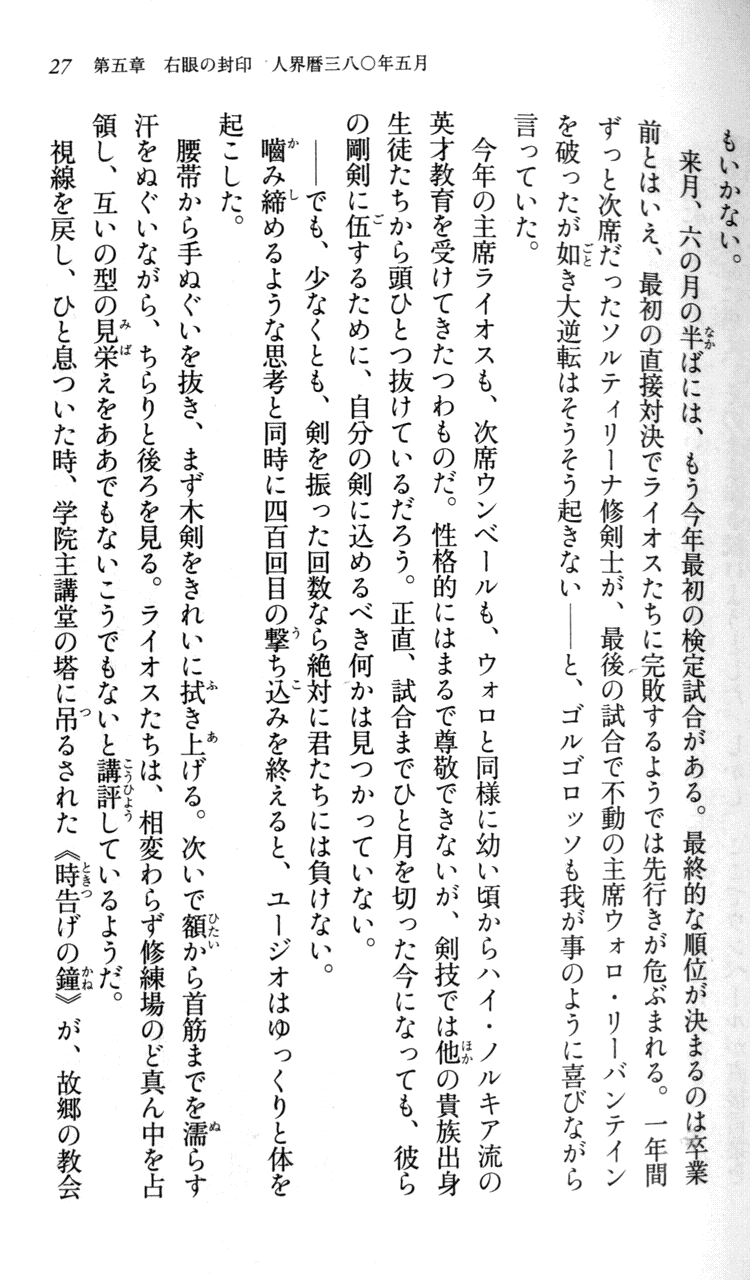 27　第五章　右眼の封印　人界暦三八〇年五月
もいかない。
　来月、六の月の半ばには、もう今年最初の検定試合がある。最終的な順位が決まるのは卒業
前とはいえ、最初の直接対決でライオスたちに完敗するようでは先行きが危ぶまれる。一年間
ずっと次席だったソルティリーナ修剣士が、最後の試合で不動の主席ウォロ・リーバンテイン
を破ったが如き大逆転はそうそう起きない――と、ゴルゴロッソも我が事のように喜びながら
言っていた。
　今年の主席ライオスも、次席ウンベールも、ウォロと同様に幼い頃からハイ・ノルキア流の
英才教育を受けてきたつわものだ。性格的にはまるで尊敬できないが、剣技では他の貴族出身
生徒たちから頭ひとつ抜けているだろう。正直、試合までひと月を切った今になっても、彼ら
の剛剣に伍するために、自分の剣に込めるべき何かは見つかっていない。
　――でも、少なくとも、剣を振った回数なら絶対に君たちには負けない。
　嚙み締めるような思考と同時に四百回目の撃ち込みを終えると、ユージオはゆっくりと体を
起こした。
　腰帯から手ぬぐいを抜き、まず木剣をきれいに拭き上げる。次いで額から首筋までを濡らす
汗をぬぐいながら、ちらりと後ろを見る。ライオスたちは、相変わらず修練場のど真ん中を占
領し、互いの型の見栄えをああでもないこうでもないと講評しているようだ。
　視線を戻し、ひと息ついた時、学院主講堂の塔に吊るされた《時告げの鐘》が、故郷の教会